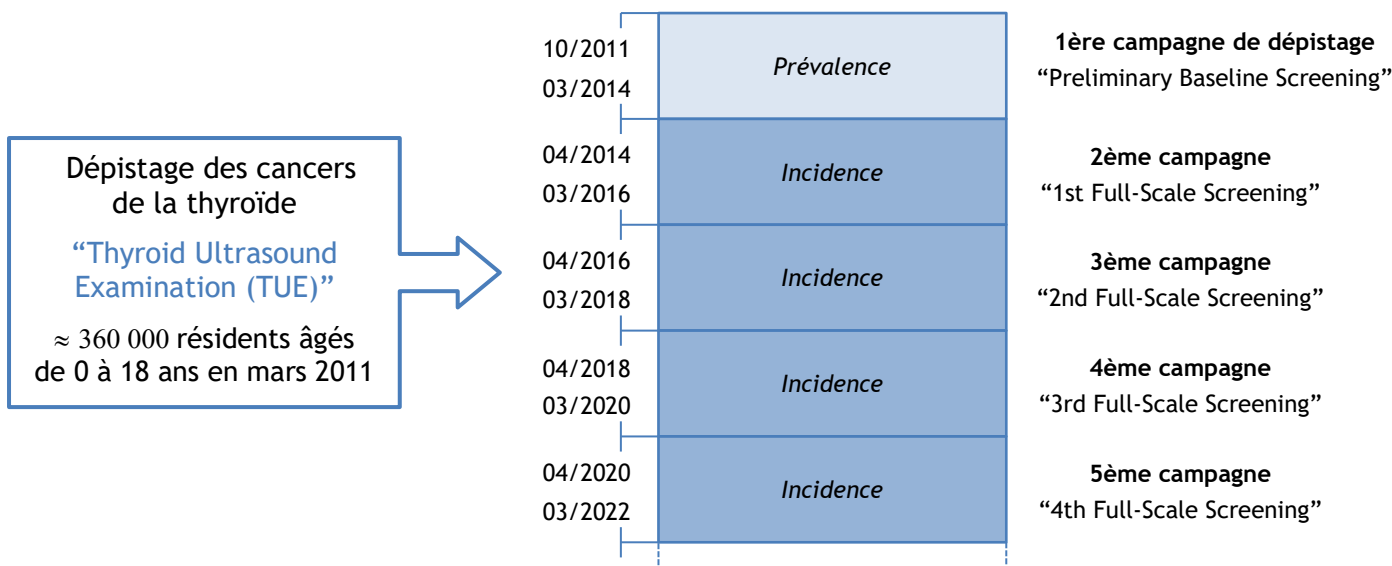 Dépistage des cancers
de la thyroïde
“Thyroid Ultrasound
Examination (TUE)”
≈ 360 000 résidents âgés
de 0 à 18 ans en mars 2011
10/2011
03/2014
Prévalence
1ère campagne de dépistage
“Preliminary Baseline Screening”
04/2014
03/2016
Incidence
2ème campagne
“1st Full-Scale Screening”
04/2016
03/2018
Incidence
3ème campagne
“2nd Full-Scale Screening”
04/2018
03/2020
Incidence
4ème campagne
“3rd Full-Scale Screening”
04/2020
03/2022
Incidence
5ème campagne
“4th Full-Scale Screening”